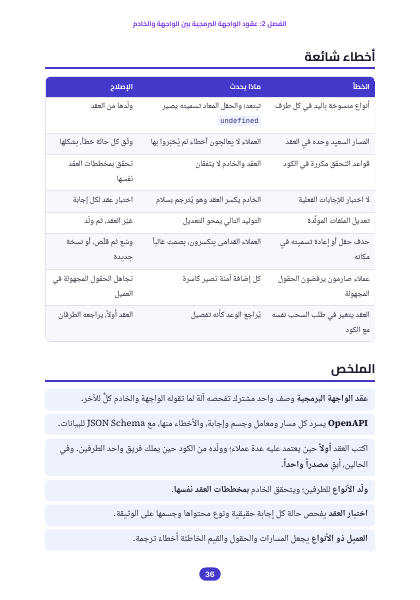 الفصل 2: عقود الواجهة البرمجية بين الواجهة والخادم
أخطاء شائعة
الخطأ ماذا يحدث الإصلاح
أنواع منسوخة باليد في كل طرف تبتعد؛ والحقل المعاد تسميته يصير ولّدها من العقد
undefined
المسار السعيد وحده في العقد العملاء لا يعالجون أخطاء لم يُخبَروا بها وثّق كل حالة خطأ، بشكلها
قواعد التحقق مكررة في الكود العقد والخادم لا يتفقان تحقق بمخططات العقد
نفسها
لا اختبار للإجابات الفعلية الخادم يكسر العقد وهو يُترجم بسلام اختبار عقد لكل إجابة
تعديل الملفات المولّدة التوليد التالي يمحو التعديل غيّر العقد، ثم ولّد
حذف حقل أو إعادة تسميته في العملاء القدامى ينكسرون، بصمت غالباً وسّع ثم قلّص، أو نسخة
مكانه جديدة
عملاء صارمون يرفضون الحقول كل إضافة آمنة تصير كاسرة تجاهل الحقول المجهولة في
المجهولة العميل
العقد يتغير في طلب السحب نفسه يُراجع الوعد كأنه تفصيل العقد أولاً، يراجعه الطرفان
مع الكود
الملخص
عقد الواجهة البرمجية وصف واحد مشترك تفحصه آلة لما تقوله الواجهة والخادم كلٌّ للآخر.
OpenAPI يسرد كل مسار ومعامل وجسم وإجابة، والأخطاء منها، مع JSON Schema للبيانات.
اكتب العقد أولاً حين يعتمد عليه عدة عملاء؛ وولّده من الكود حين يملك فريق واحد الطرفين. وفي
الحالين، أبقِ مصدراً واحداً.
ولّد الأنواع للطرفين؛ ويتحقق الخادم بمخططات العقد نفسها.
اختبار العقد يفحص حالة كل إجابة حقيقية ونوع محتواها وجسمها على الوثيقة.
العميل ذو الأنواع يجعل المسارات والحقول والقيم الخاطئة أخطاءَ ترجمة.
36